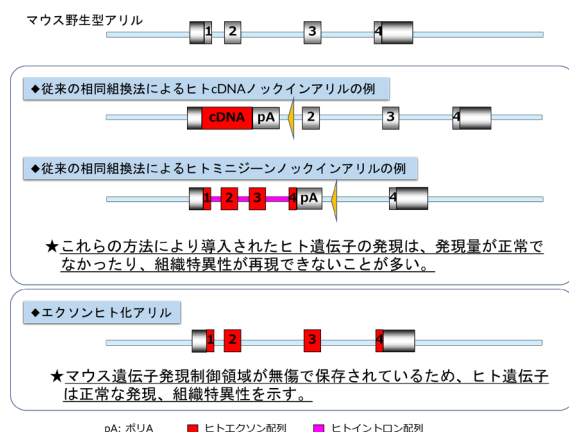 マウス野生型アリル
1 2 3 4
◆従来の相同組換法によるヒトcDNAノックインアリルの例
cDNA pA 2 3 4
◆従来の相同組換法によるヒトミニジーンノックインアリルの例
1 2 3 4 pA 4
★これらの方法により導入されたヒト遺伝子の発現は、発現量が正常で
なかったり、組織特異性が再現できないことが多い。
◆エクソンヒト化アリル
1 2 3 4
★マウス遺伝子発現制御領域が無傷で保存されているため、ヒト遺伝子
は正常な発現、組織特異性を示す。
pA: ポリA ヒトエクソン配列 ヒトイントロン配列